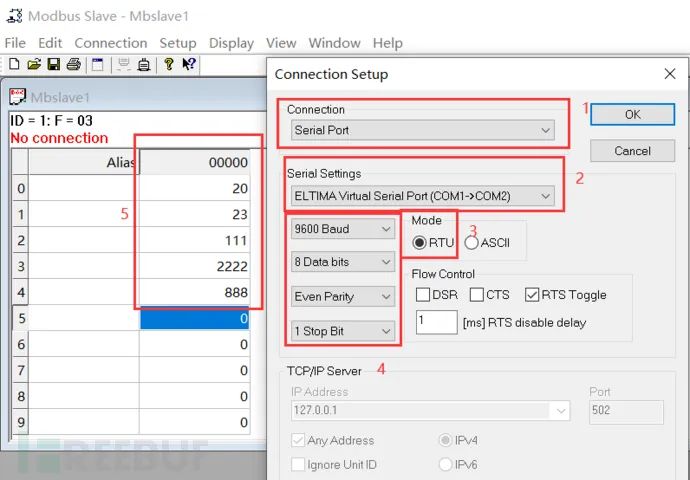 Modbus Slave - Mbslave1
File Edit Connection Setup Display View Window Help
Mbslave1
ID = 1: F = 03
No connection
Alias 00000
0 20
1 23
2 111
3 2222
4 888
5 0
6 0
7 0
8 0
9 0
5
Connection Setup
Connection
Serial Port
1
OK
Cancel
Serial Settings
ELTIMA Virtual Serial Port (COM1->COM2)
2
9600 Baud
8 Data bits
Even Parity
1 Stop Bit
Mode
RTU ASCII
3
Flow Control
DSR CTS RTS Toggle
1 [ms] RTS disable delay
4
TCP/IP Server
IP Address Port
127.0.0.1 502
Any Address IPv4
Ignore Unit ID IPv6
REEBUF